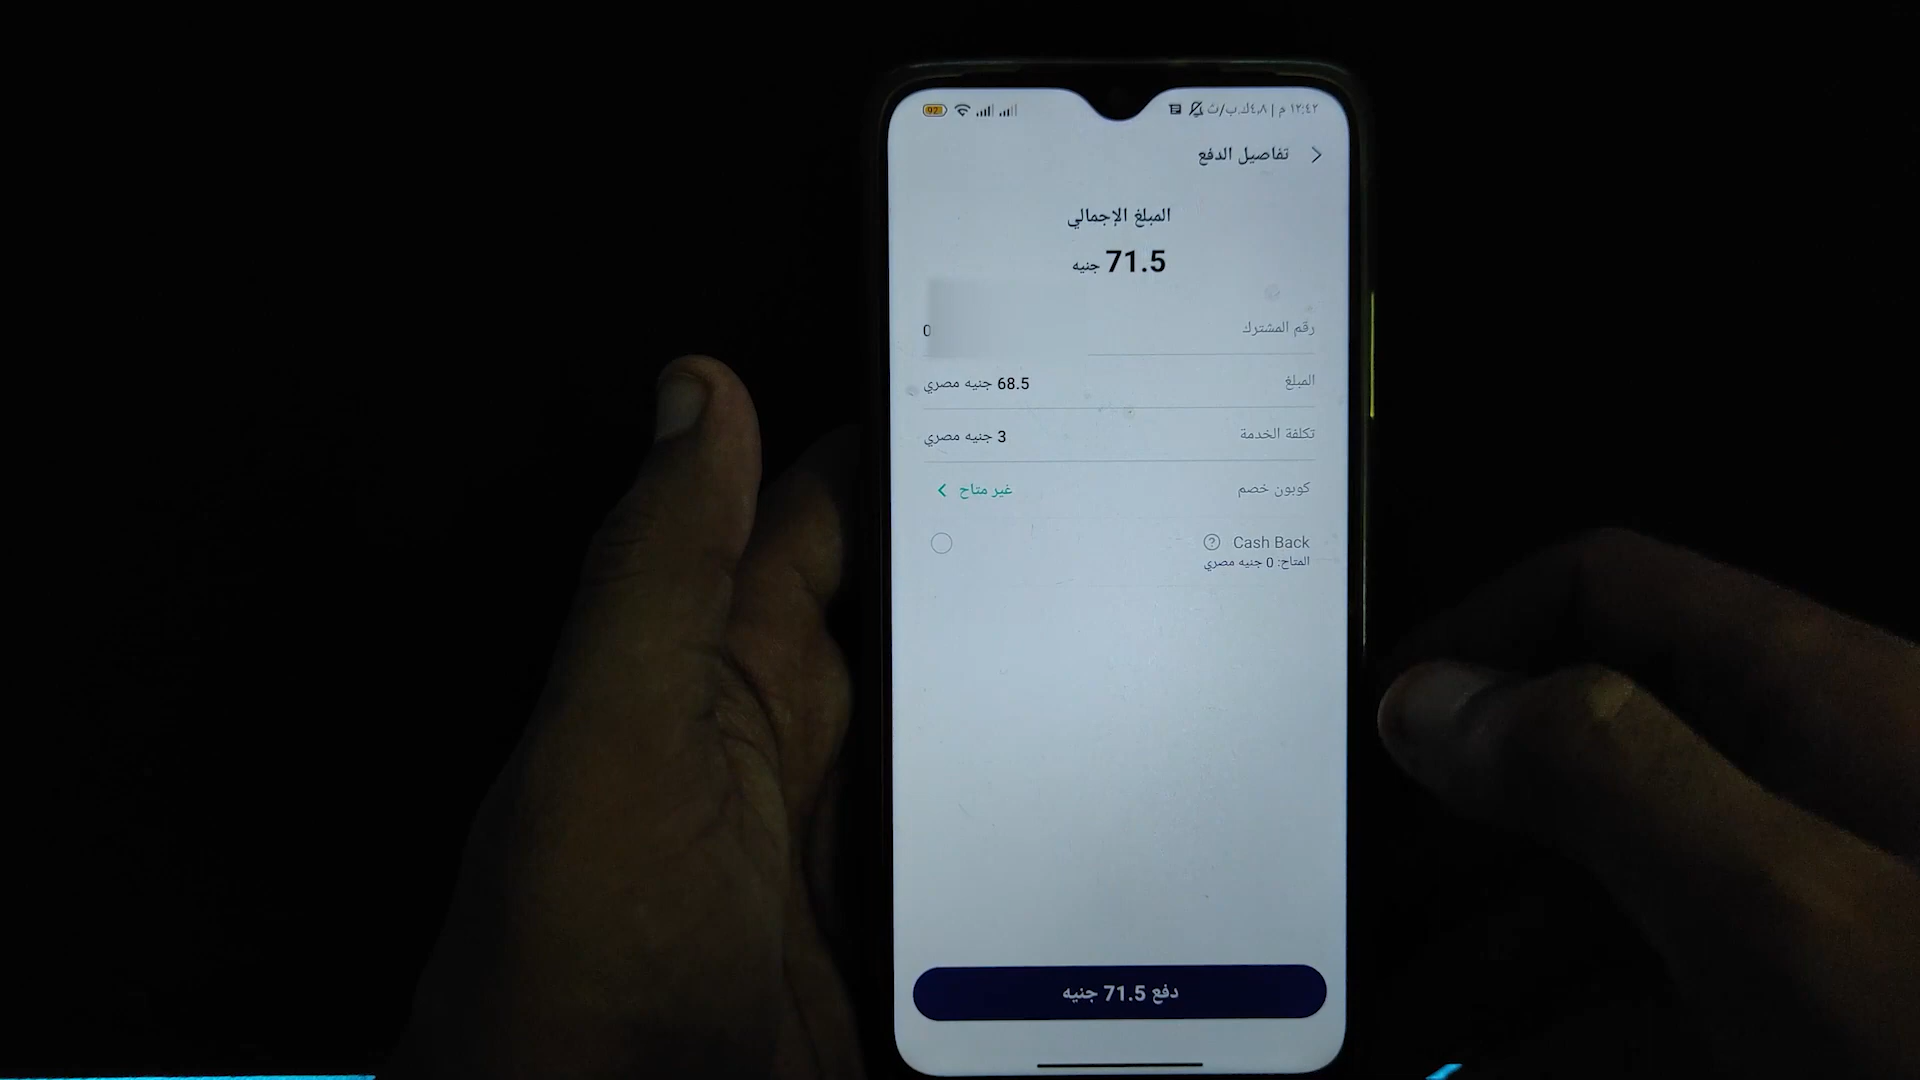 ١٢:٤٢ م | ٤٫٨ك.ب/ث
92
تفاصيل الدفع
المبلغ الإجمالي
71.5 جنيه
رقم المشترك 0
المبلغ 68.5 جنيه مصري
تكلفة الخدمة 3 جنيه مصري
كوبون خصم غير متاح
Cash Back
المتاح: 0 جنيه مصري
دفع 71.5 جنيه